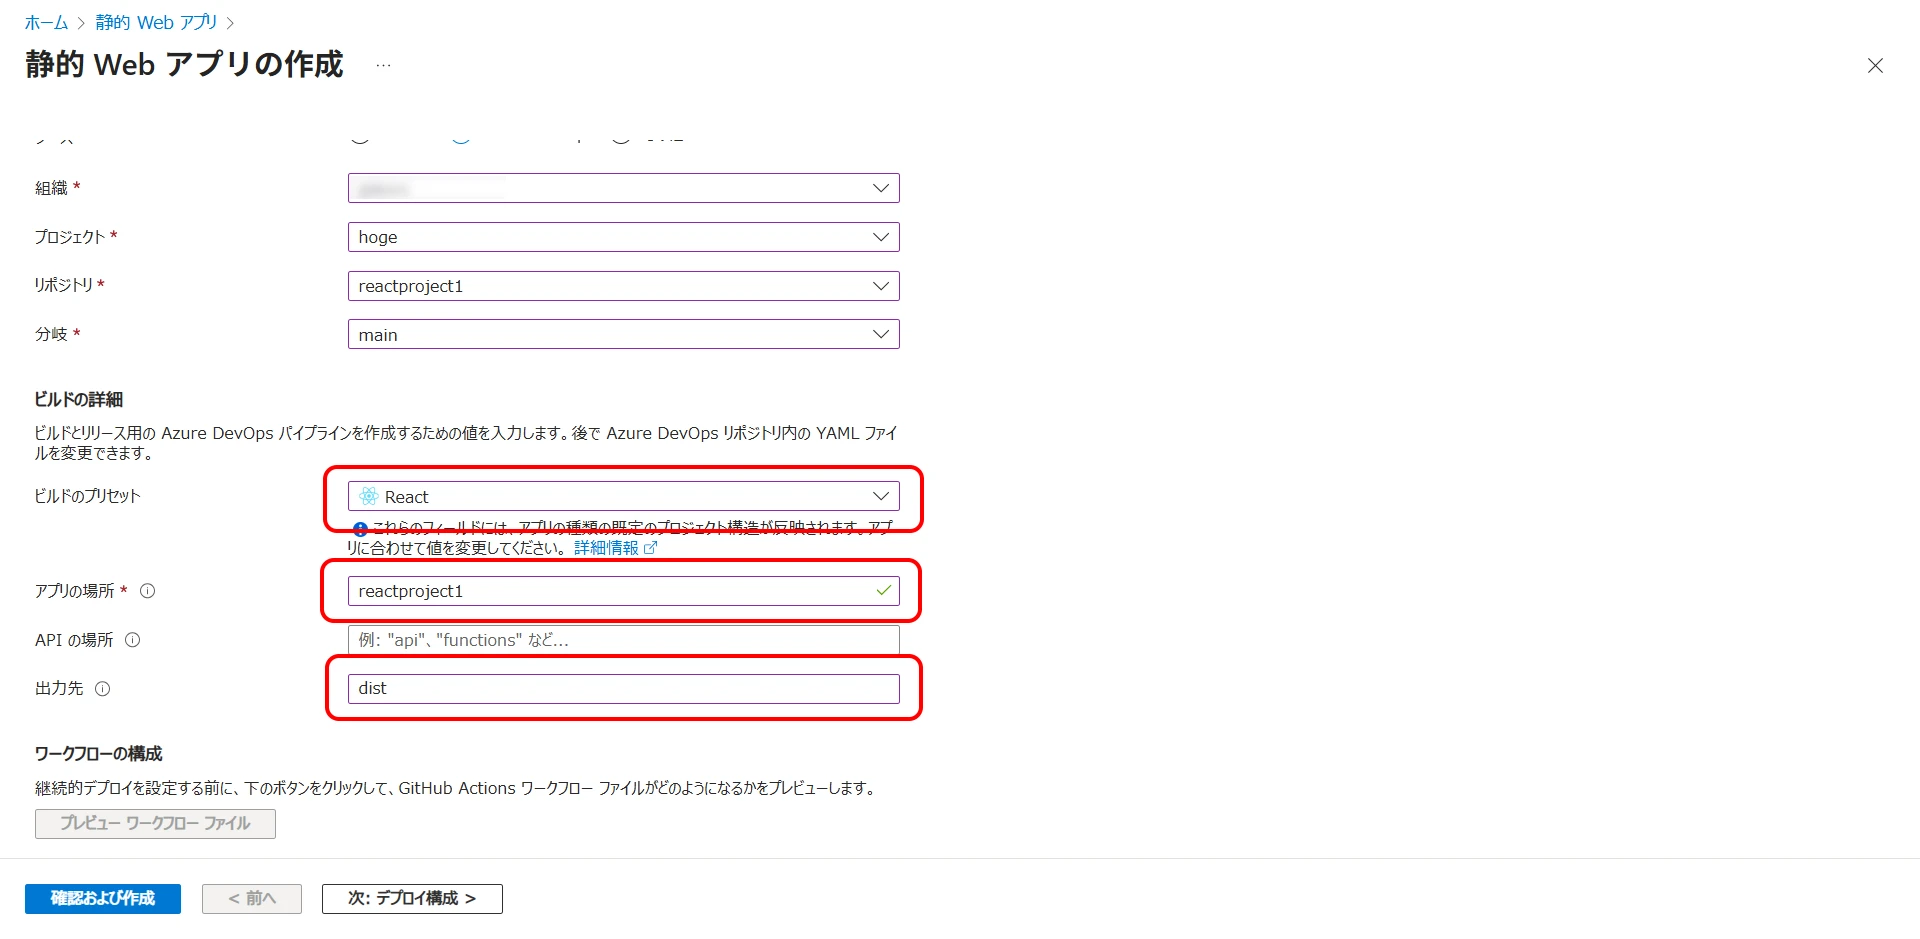 ホーム > 静的 Web アプリ >
静的 Web アプリの作成 …
組織 *
プロジェクト * hoge
リポジトリ * reactproject1
分岐 * main
ビルドの詳細
ビルドとリリース用の Azure DevOps パイプラインを作成するための値を入力します。後で Azure DevOps リポジトリ内の YAML ファイ
ルを変更できます。
ビルドのプリセット React
これらのフィールドには、アプリの種類の既定のプロジェクト構造が反映されます。アプ
リに合わせて値を変更してください。 詳細情報
アプリの場所 * reactproject1
API の場所 例: "api"、"functions" など...
出力先 dist
ワークフローの構成
継続的デプロイを設定する前に、下のボタンをクリックして、GitHub Actions ワークフロー ファイルがどのようになるかをプレビューします。
プレビュー ワークフロー ファイル
確認および作成 < 前へ 次: デプロイ構成 >